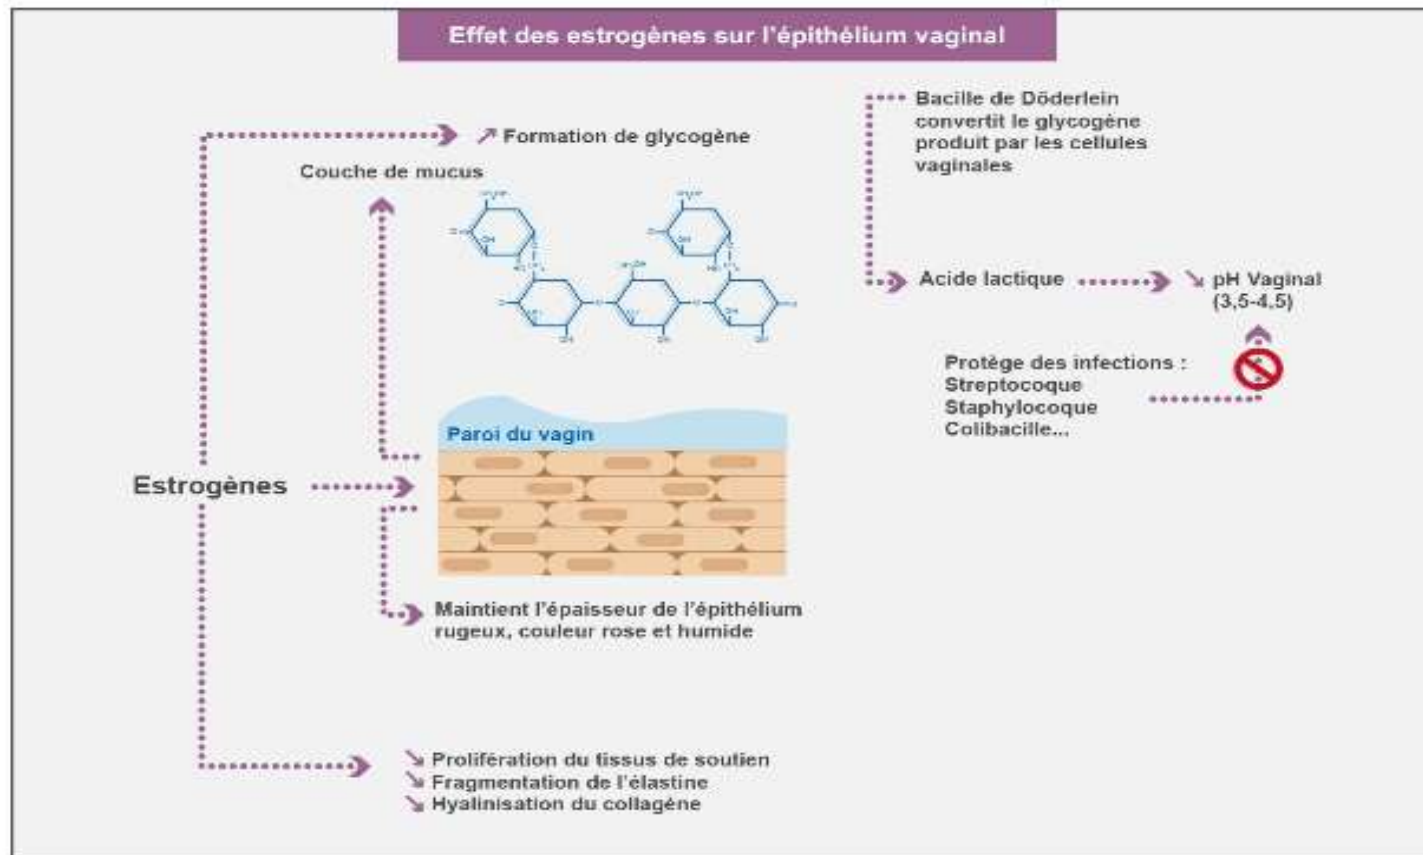 Effet des estrogènes sur l'épithélium vaginal
↗ Formation de glycogène
Couche de mucus
Paroi du vagin
Estrogènes
Maintient l'épaisseur de l'épithélium
rugeux, couleur rose et humide
↘ Prolifération du tissus de soutien
↘ Fragmentation de l'élastine
↘ Hyalinisation du collagéne
Bacille de Döderlein
convertit le glycogène
produit par les cellules
vaginales
Acide lactique
↘ pH Vaginal
(3,5-4,5)
Protège des infections :
Streptocoque
Staphylocoque
Colibacille...